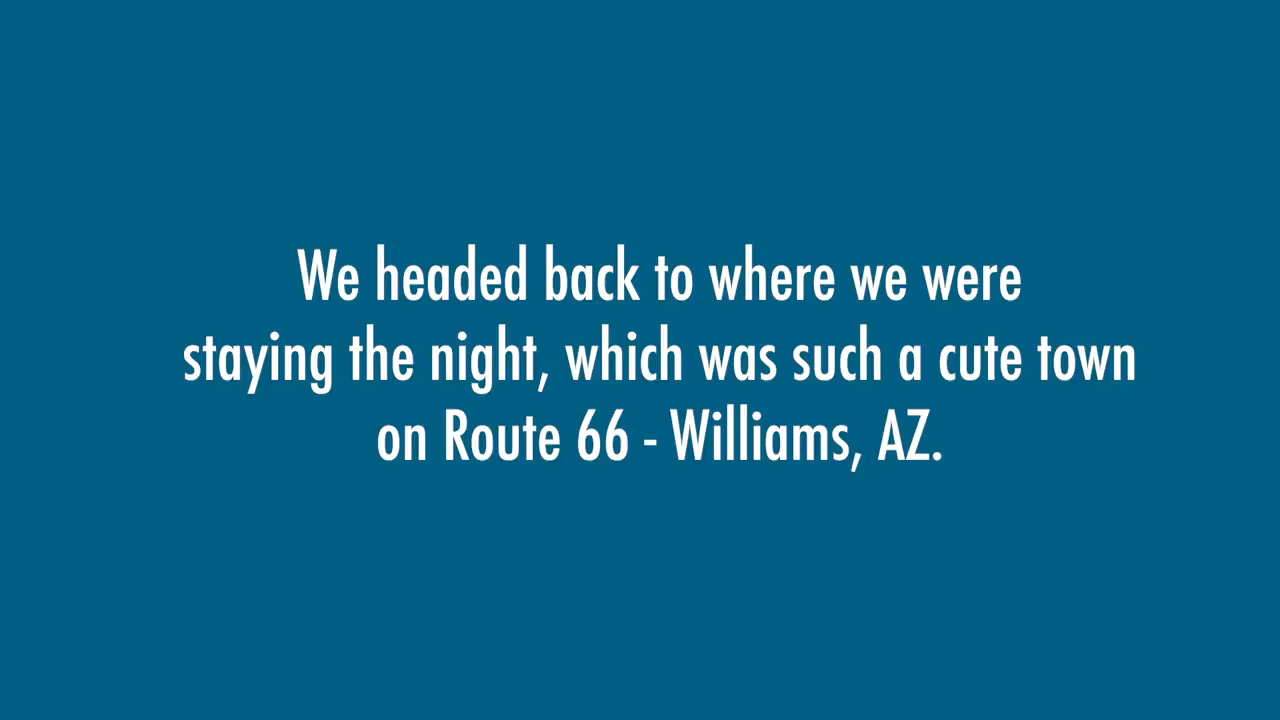 We headed back to where we were
staying the night, which was such a cute town
on Route 66 - Williams, AZ.